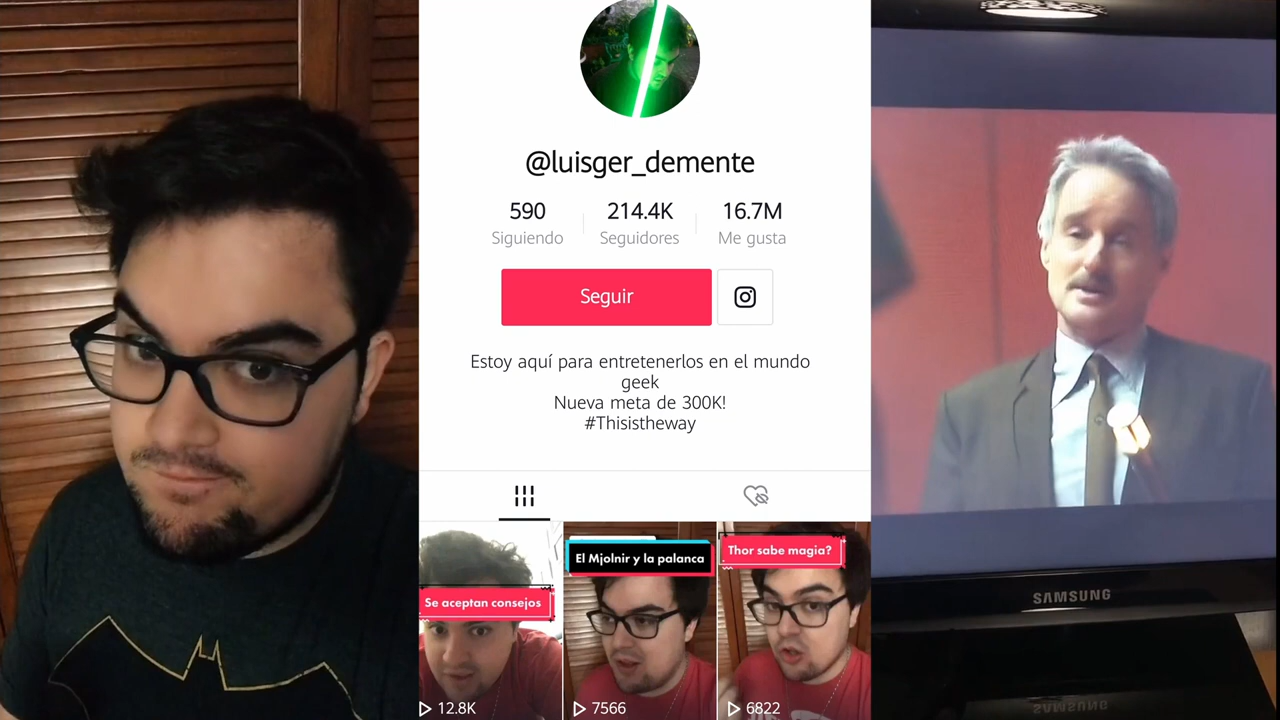 @luisger_demente
590
214.4K
16.7M
Siguiendo
Seguidores
Me gusta
Seguir
Estoy aquí para entretenerlos en el mundo
geek
Nueva meta de 300K!
#Thisistheway
Se aceptan consejos
El Mjolnir y la palanca
Thor sabe magia?
12.8K
7566
6822
SAMSUNG
SAMSUNG